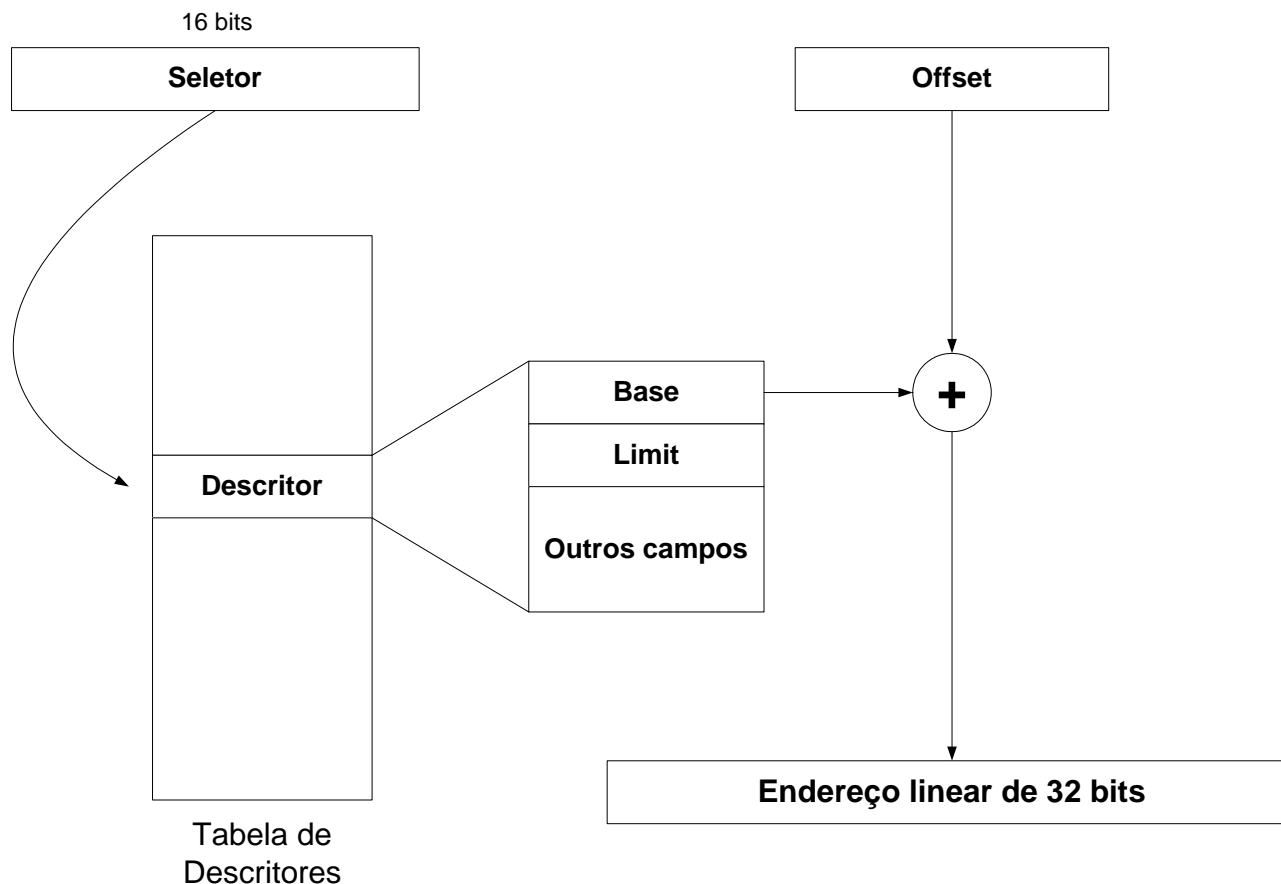 16 bits
Seletor
Offset
Base
Limit
Descritor
Outros campos
+
Endereço linear de 32 bits
Tabela de
Descritores